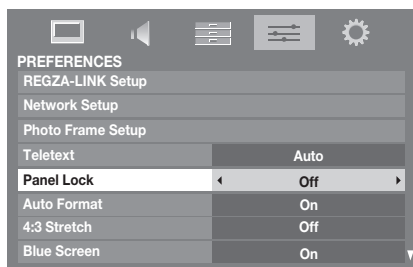 PREFERENCES
REGZA-LINK Setup
Network Setup
Photo Frame Setup
Teletext Auto
Panel Lock Off
Auto Format On
4:3 Stretch Off
Blue Screen On